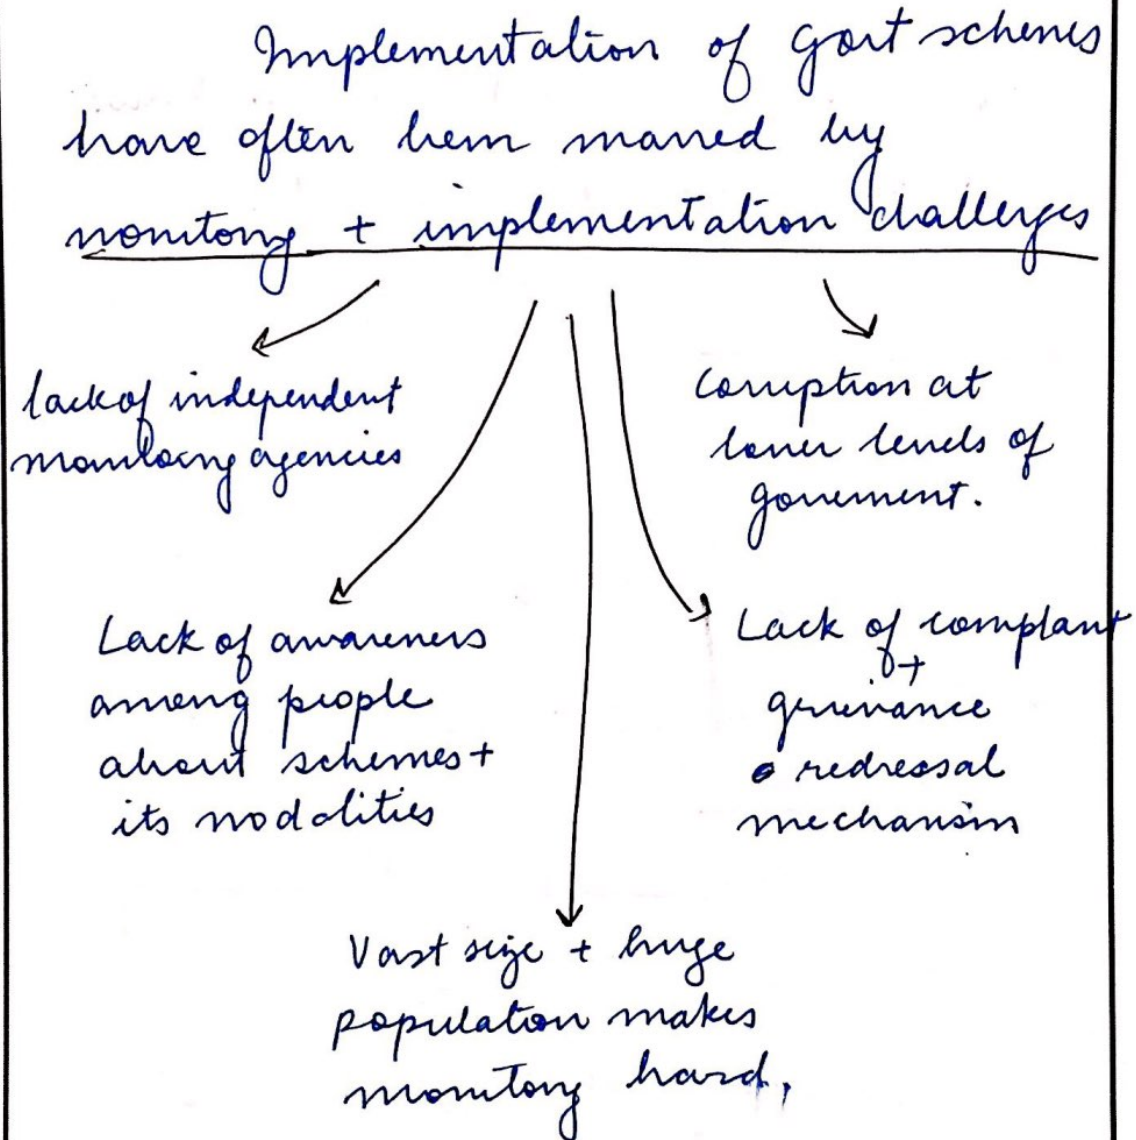 Implementation of govt schemes
have often been marred by
monitoring + implementation challenges
lack of independent
monitoring agencies
Corruption at
lower levels of
government.
Lack of awareness
among people
about schemes +
its modalities
Lack of complaint
+
grievance
redressal
mechanism
Vast size + huge
population makes
monitoring hard,